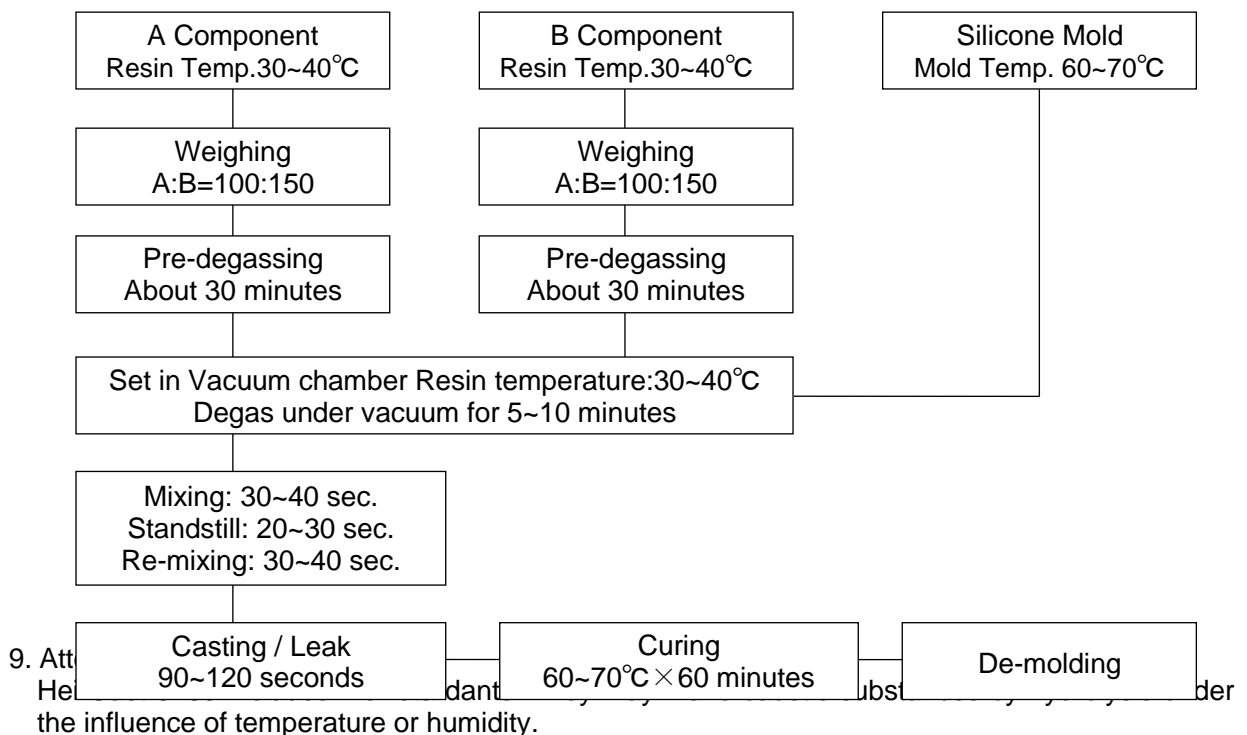 A Component
Resin Temp.30~40℃
B Component
Resin Temp.30~40℃
Silicone Mold
Mold Temp. 60~70℃
Weighing
A:B=100:150
Weighing
A:B=100:150
Pre-degassing
About 30 minutes
Pre-degassing
About 30 minutes
Set in Vacuum chamber Resin temperature:30~40℃
Degas under vacuum for 5~10 minutes
Mixing: 30~40 sec.
Standstill: 20~30 sec.
Re-mixing: 30~40 sec.
Casting / Leak
90~120 seconds
Curing
60~70℃×60 minutes
De-molding
9.
the influence of temperature or humidity.